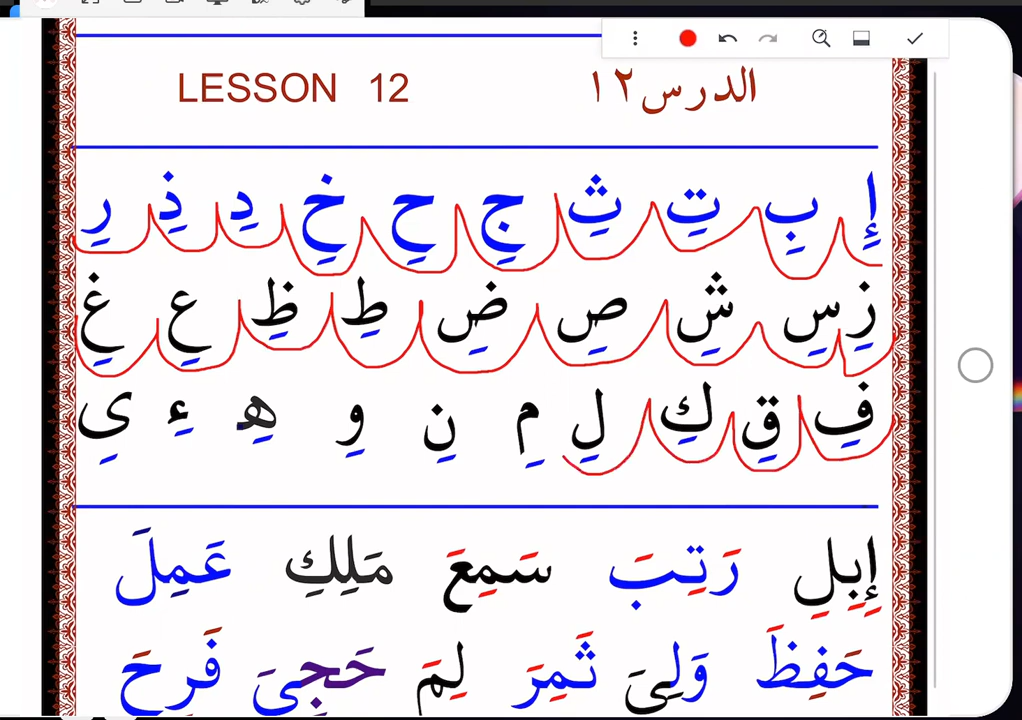 LESSON 12 الدرس ١٢
إِ بِ تِ ثِ جِ حِ خِ دِ ذِ رِ
زِ سِ شِ صِ ضِ طِ ظِ عِ غِ
فِ قِ كِ لِ مِ نِ وِ هِ ءِ یِ
إِبِلِ رَتِبَ سَمِعَ مَلِكِ عَمِلَ
حَفِظَ وَلِیَ ثَمِرَ لِمَ حَجِیَ فَرِحَ